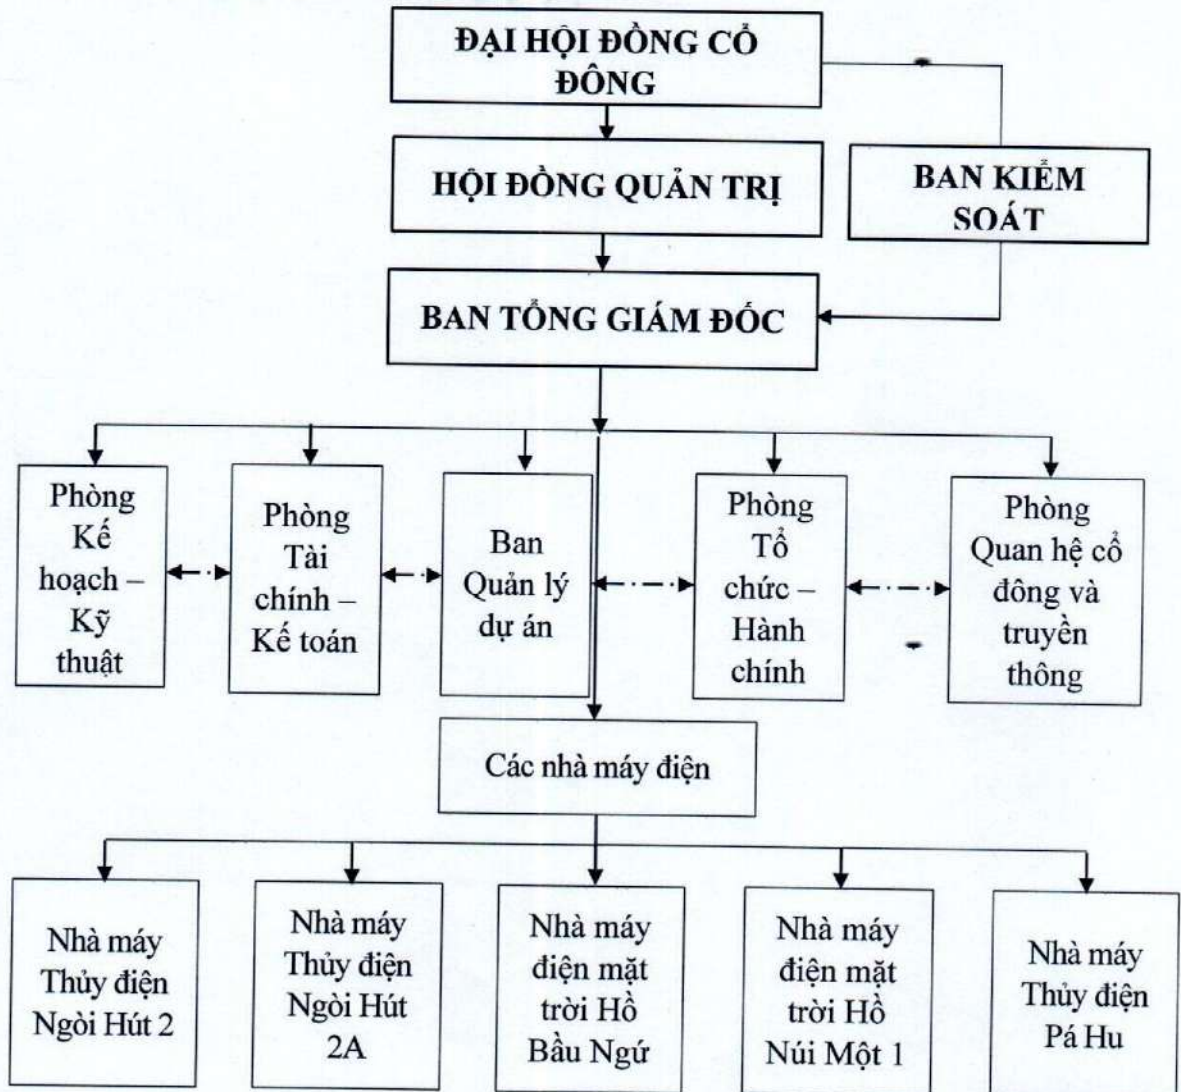 ĐẠI HỘI ĐỒNG CỔ
ĐÔNG
HỘI ĐỒNG QUẢN TRỊ
BAN KIỂM
SOÁT
BAN TỔNG GIÁM ĐỐC
Phòng
Kế
hoạch –
Kỹ
thuật
Phòng
Tài
chính –
Kế toán
Ban
Quản lý
dự án
Phòng
Tổ
chức –
Hành
chính
Phòng
Quan hệ cổ
đông và
truyền
thông
Các nhà máy điện
Nhà máy
Thủy điện
Ngòi Hút 2
Nhà máy
Thủy điện
Ngòi Hút
2A
Nhà máy
điện mặt
trời Hồ
Bầu Ngứ
Nhà máy
điện mặt
trời Hồ
Núi Một 1
Nhà máy
Thủy điện
Pá Hu